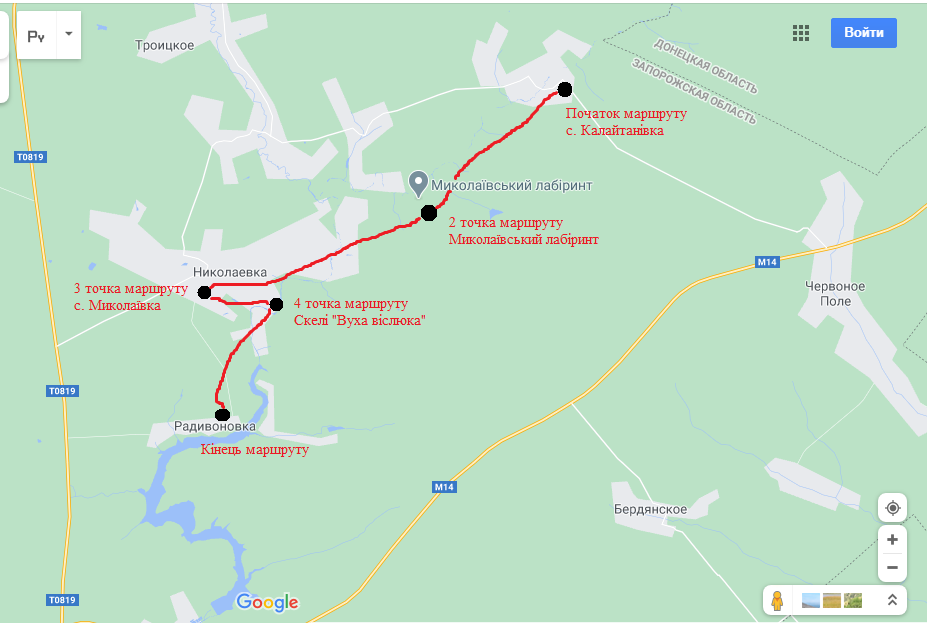 Ру
Войти
Троицкое
ДОНЕЦКАЯ ОБЛАСТЬ
ЗАПОРОЖСКАЯ ОБЛАСТЬ
Початок маршруту
с. Калайтанівка
T0819
Миколаївський лабіринт
2 точка маршруту
Миколаївський лабіринт
M14
Николаевка
3 точка маршруту
с. Миколаївка
4 точка маршруту
Скелі "Вуха віслюка"
Червоное
Поле
T0819
Радивоновка
Кінець маршруту
M14
Бердянское
T0819
Google